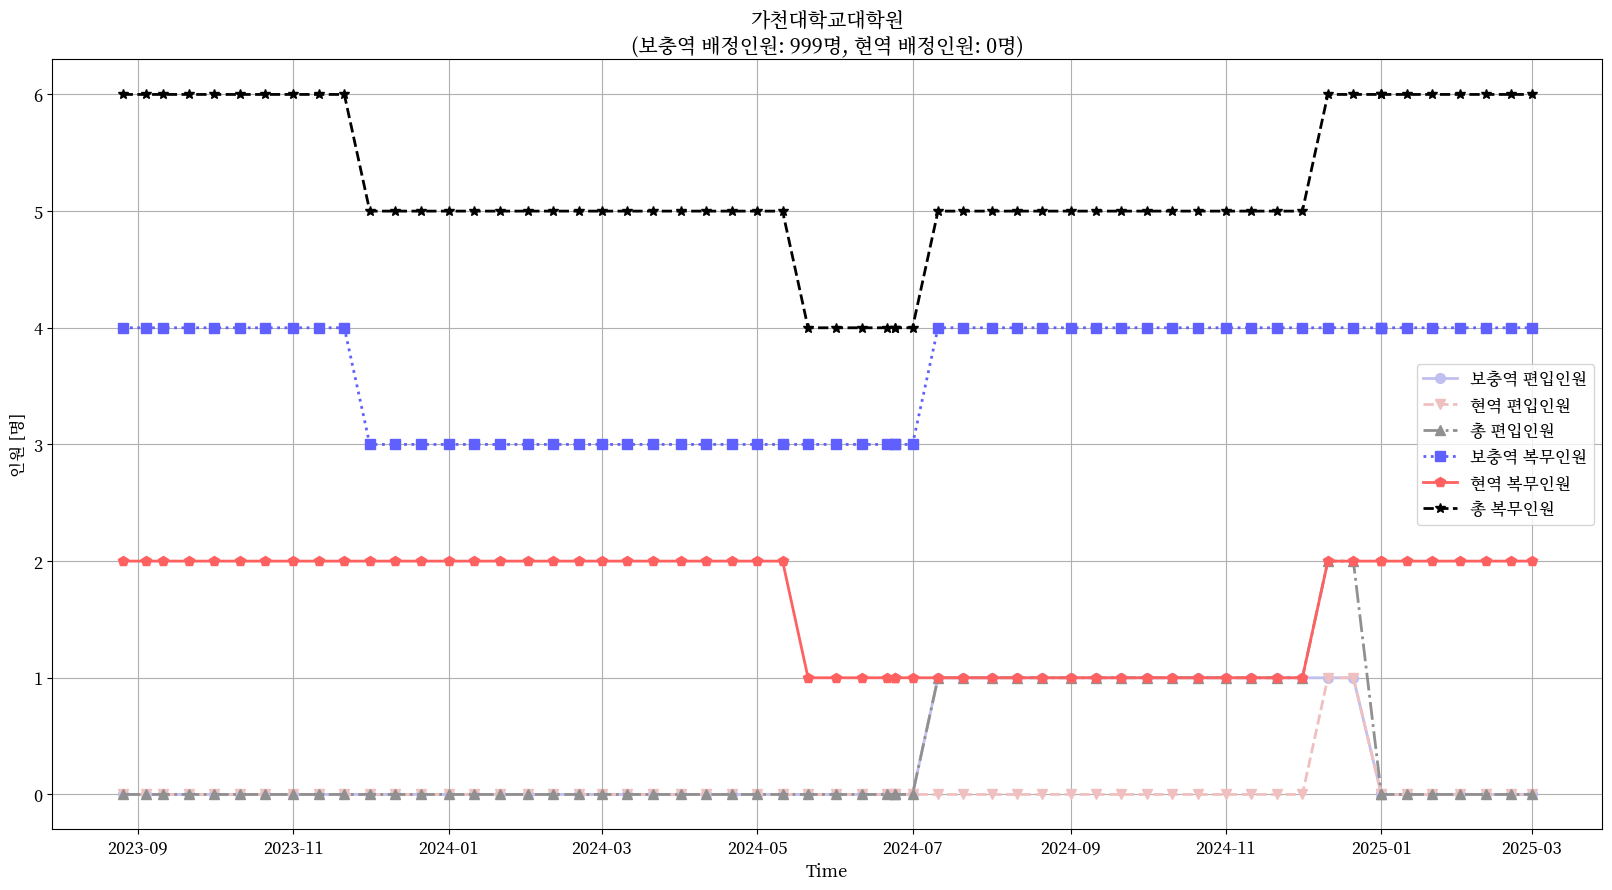 가천대학교대학원
(보충역 배정인원: 999명, 현역 배정인원: 0명)
인원 [명]
6
5
4
3
2
1
0
보충역 편입인원
현역 편입인원
총 편입인원
보충역 복무인원
현역 복무인원
총 복무인원
2023-09
2023-11
2024-01
2024-03
2024-05
2024-07
2024-09
2024-11
2025-01
2025-03
Time